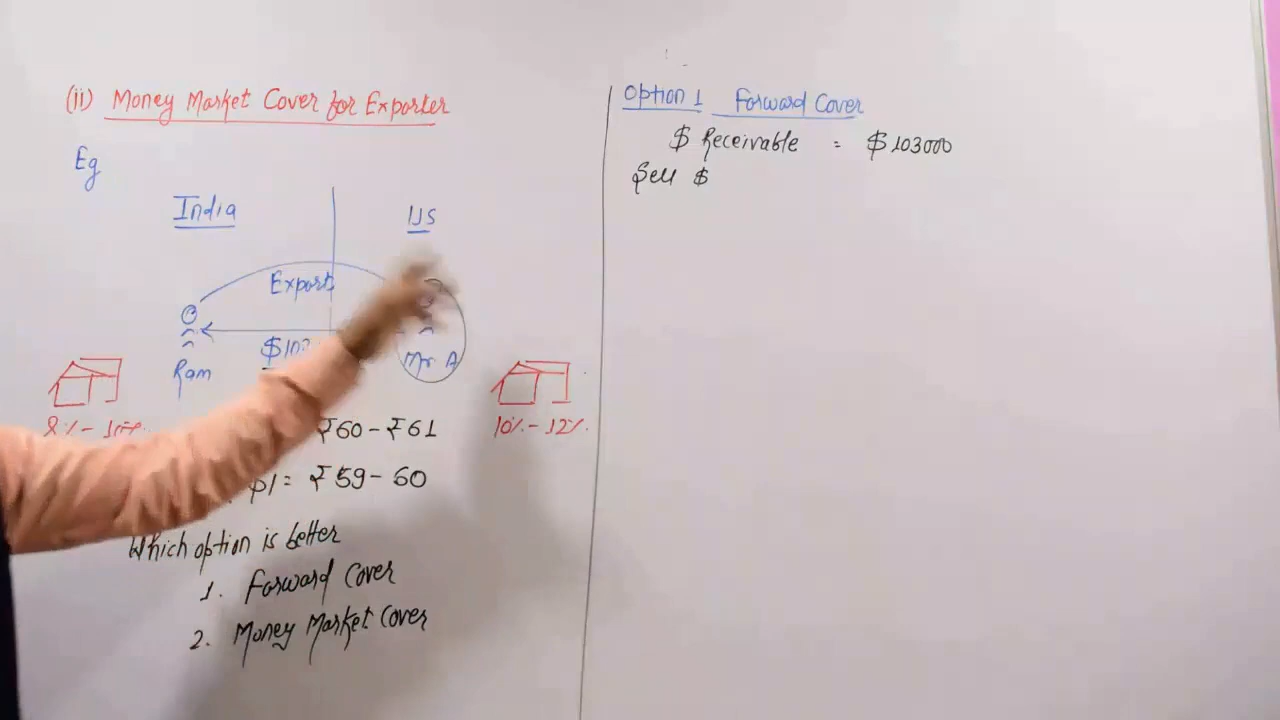 (ii) Money Market Cover for Exporter
Eg
India
US
Export
Ram
Mr A
10%-12%.
₹60-₹61
= ₹59-60
Which option is better
1. Forward Cover
2. Money Market Cover
Option 1 Forward Cover
$ Receivable = $103000
Sell $